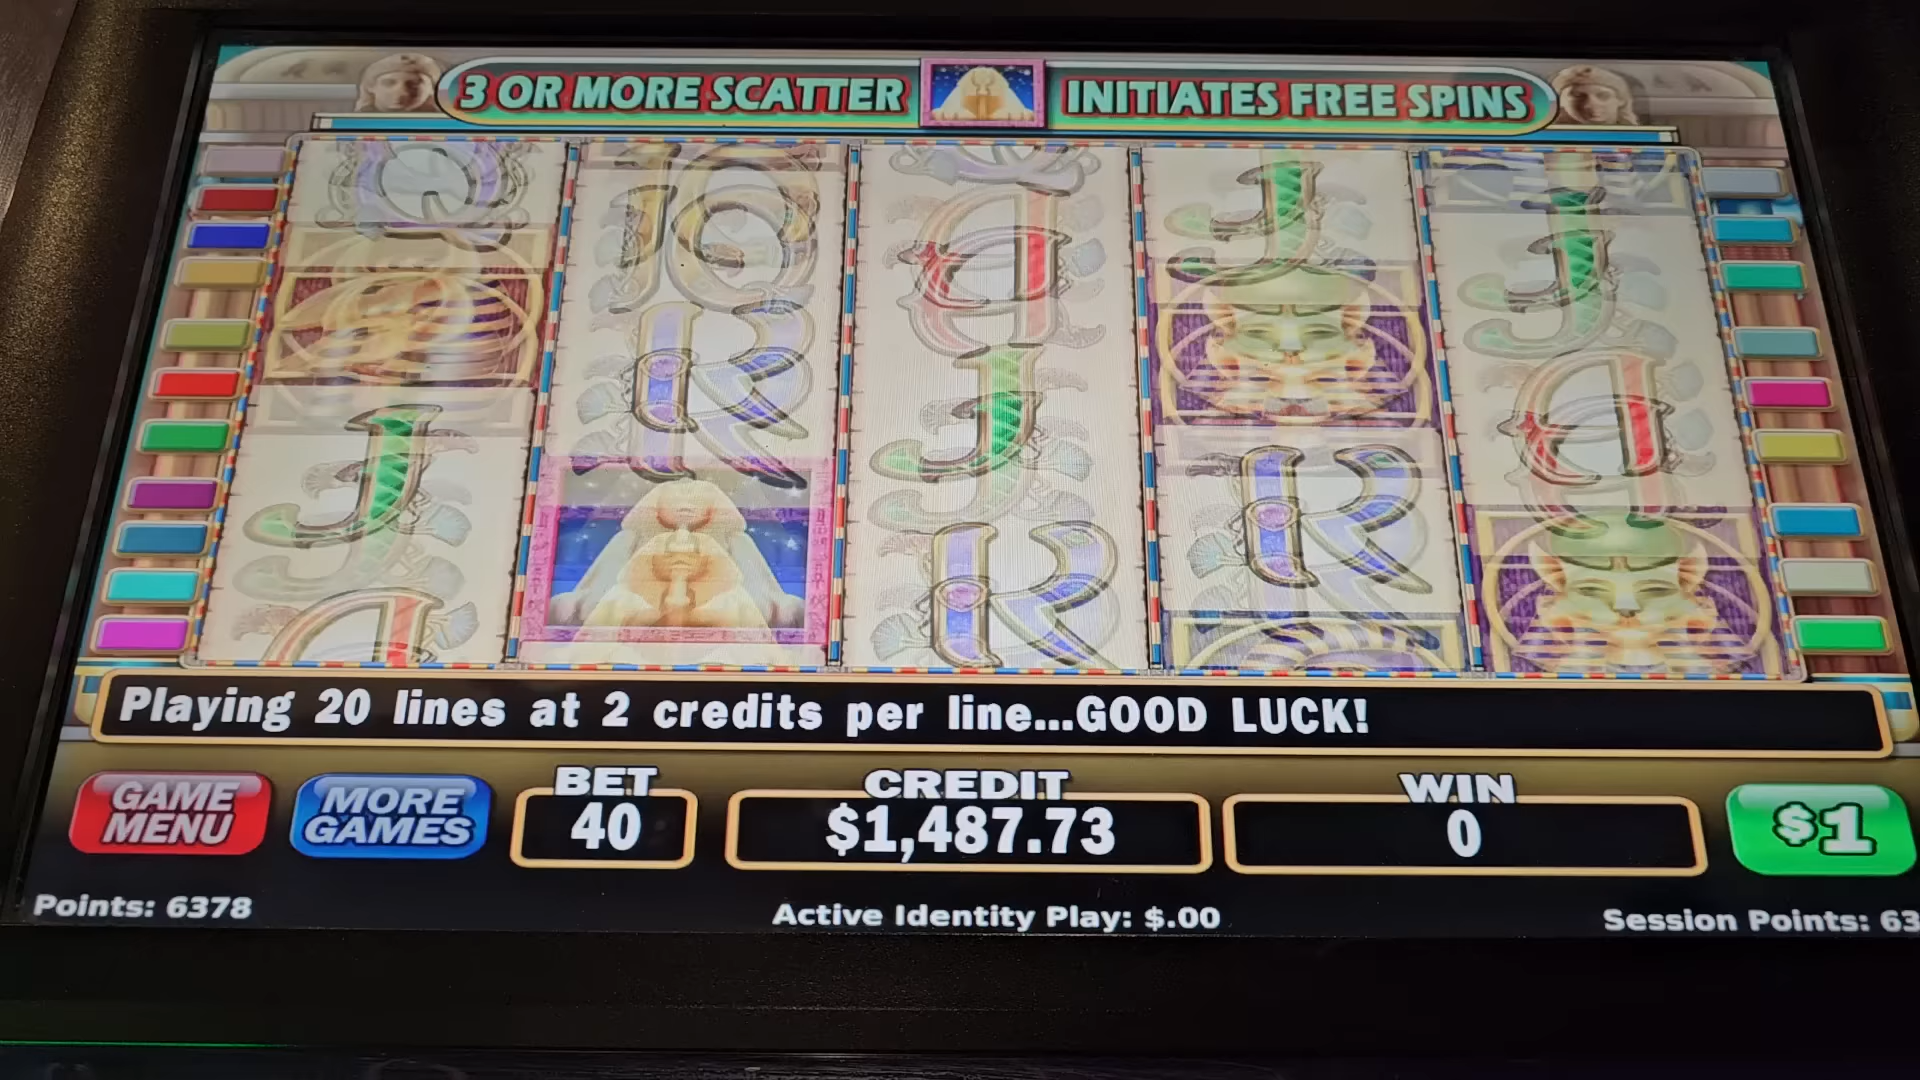 3 OR MORE SCATTER INITIATES FREE SPINS
Q 10 A J J
K J A
J K K
A
Playing 20 lines at 2 credits per line...GOOD LUCK!
GAME MENU
MORE GAMES
BET
40
CREDIT
$1,487.73
WIN
0
$1
Points: 6378
Active Identity Play: $.00
Session Points: 63